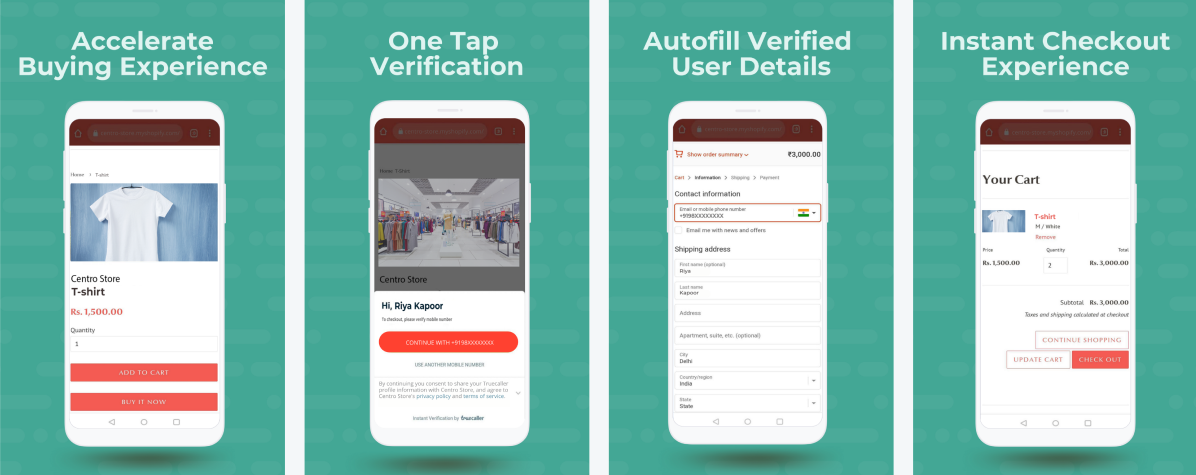 Accelerate
Buying Experience
Home › T-shirt
Centro Store
T-shirt
Rs. 1,500.00
Quantity
1
ADD TO CART
BUY IT NOW
One Tap
Verification
Home T-shirt
Centro Store
Hi, Riya Kapoor
To checkout, please verify mobile number
CONTINUE WITH +9198XXXXXXXX
USE ANOTHER MOBILE NUMBER
By continuing you consent to share your Truecaller
profile information with Centro Store, and agree to
Centro Store's privacy policy and terms of service.
Instant Verification by truecaller
Autofill Verified
User Details
Show order summary
₹3,000.00
Cart > Information > Shipping > Payment
Contact information
Email or mobile phone number
+9198XXXXXXXX
Email me with news and offers
Shipping address
First name (optional)
Riya
Last name
Kapoor
Address
Apartment, suite, etc. (optional)
City
Delhi
Country/region
India
State
State
Instant Checkout
Experience
Your Cart
T-shirt
M / White
Remove
Price Quantity Total
Rs. 1,500.00 2 Rs. 3,000.00
Subtotal Rs. 3,000.00
Taxes and shipping calculated at checkout
CONTINUE SHOPPING
UPDATE CART CHECK OUT